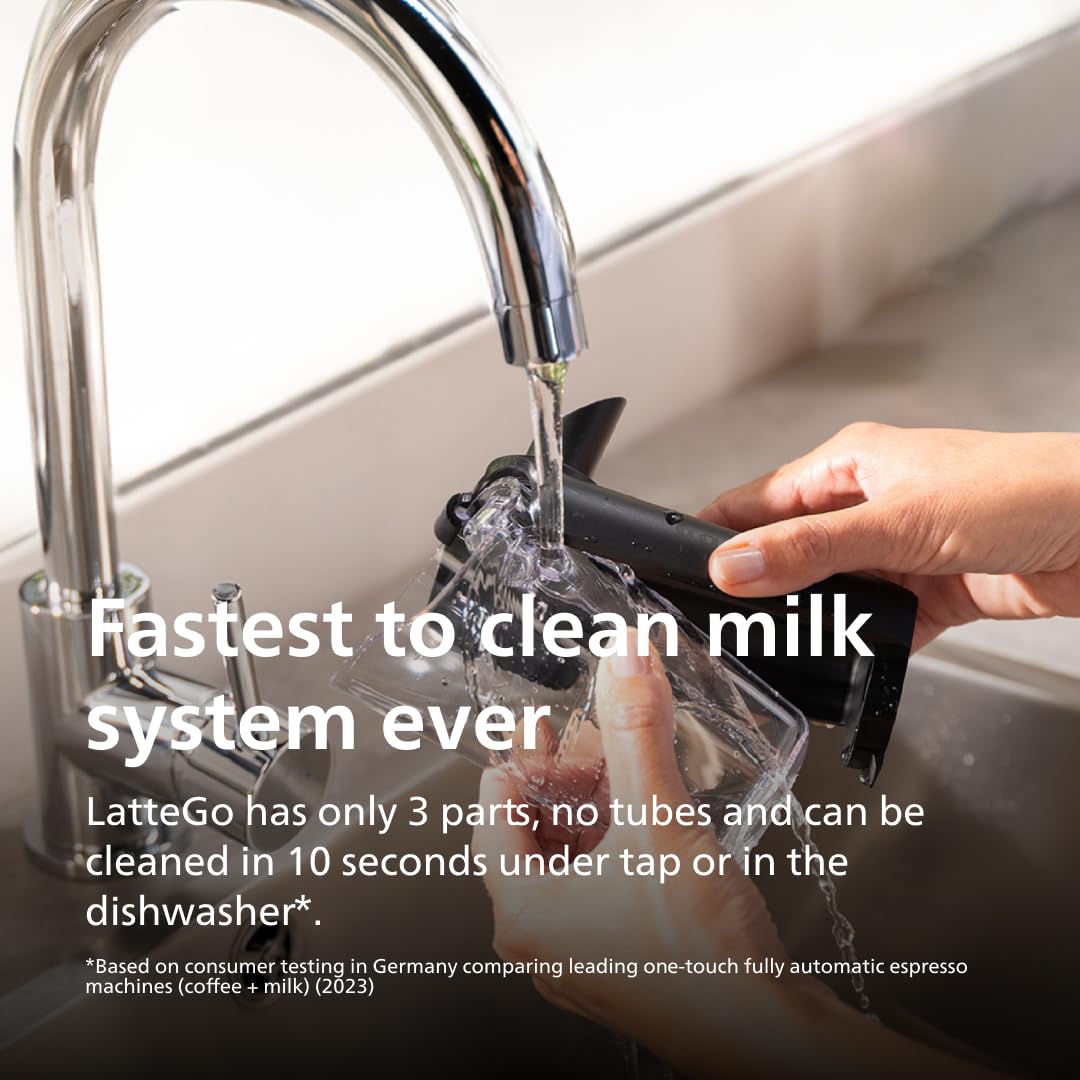 Fastest to clean milk
system ever
LatteGo has only 3 parts, no tubes and can be
cleaned in 10 seconds under tap or in the
dishwasher*.
*Based on consumer testing in Germany comparing leading one-touch fully automatic espresso
machines (coffee + milk) (2023)